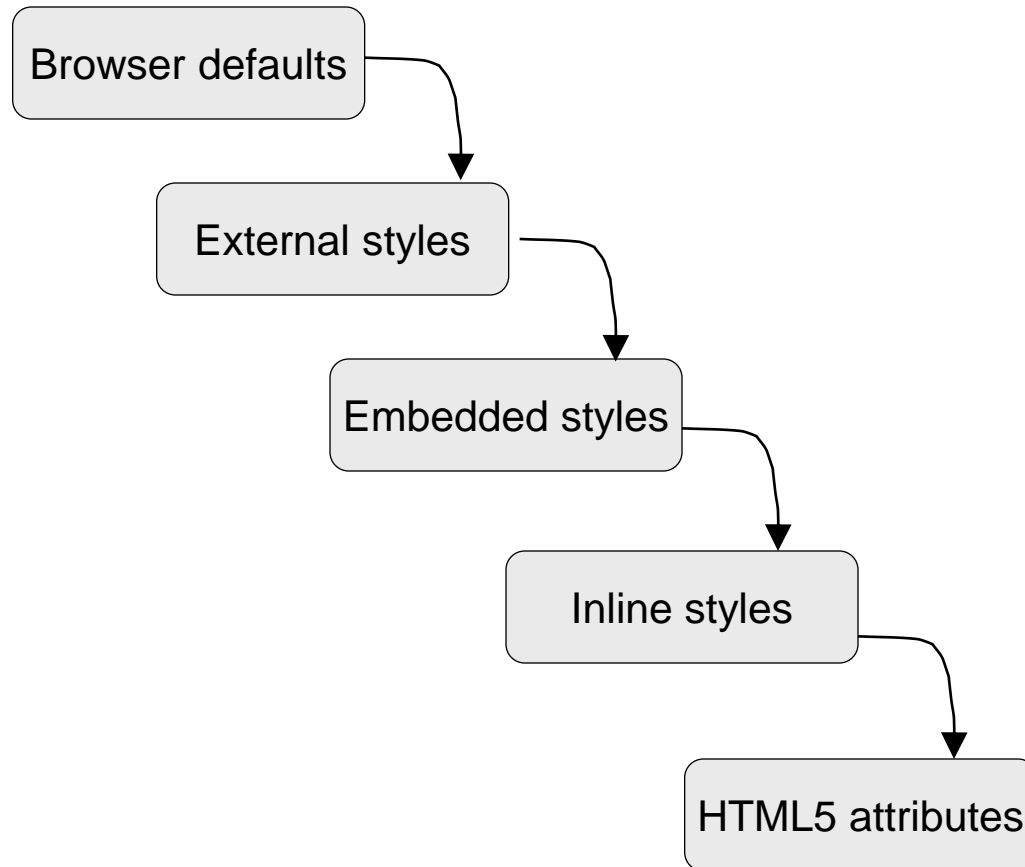 Browser defaults
External styles
Embedded styles
Inline styles
HTML5 attributes